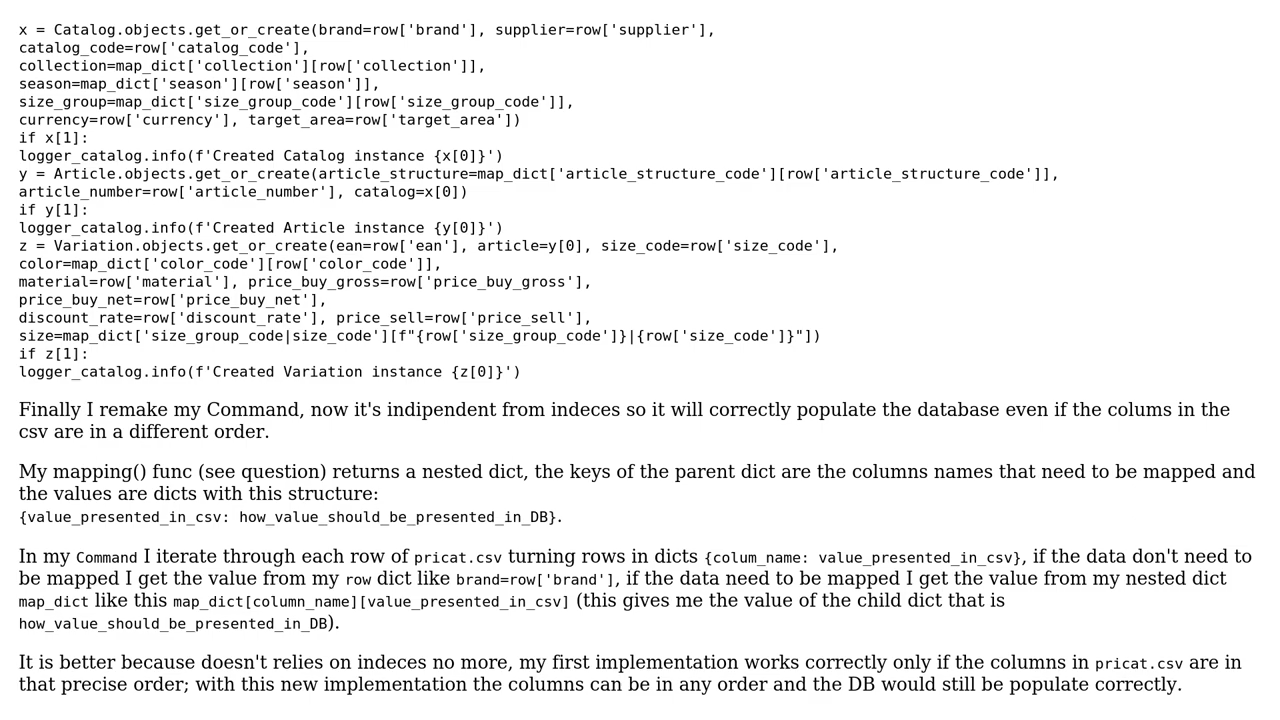 x = Catalog.objects.get_or_create(brand=row['brand'], supplier=row['supplier'],
catalog_code=row['catalog_code'],
collection=map_dict['collection'][row['collection']],
season=map_dict['season'][row['season']],
size_group=map_dict['size_group_code'][row['size_group_code']],
currency=row['currency'], target_area=row['target_area'])
if x[1]:
logger_catalog.info(f'Created Catalog instance {x[0]}')
y = Article.objects.get_or_create(article_structure=map_dict['article_structure_code'][row['article_structure_code']],
article_number=row['article_number'], catalog=x[0])
if y[1]:
logger_catalog.info(f'Created Article instance {y[0]}')
z = Variation.objects.get_or_create(ean=row['ean'], article=y[0], size_code=row['size_code'],
color=map_dict['color_code'][row['color_code']],
material=row['material'], price_buy_gross=row['price_buy_gross'],
price_buy_net=row['price_buy_net'],
discount_rate=row['discount_rate'], price_sell=row['price_sell'],
size=map_dict['size_group_code|size_code'][f"{row['size_group_code']}|{row['size_code']}"])
if z[1]:
logger_catalog.info(f'Created Variation instance {z[0]}')
Finally I remake my Command, now it's indipendent from indeces so it will correctly populate the database even if the colums in the
csv are in a different order.
My mapping() func (see question) returns a nested dict, the keys of the parent dict are the columns names that need to be mapped and
the values are dicts with this structure:
{value_presented_in_csv: how_value_should_be_presented_in_DB}.
In my Command I iterate through each row of pricat.csv turning rows in dicts {colum_name: value_presented_in_csv}, if the data don't need to
be mapped I get the value from my row dict like brand=row['brand'], if the data need to be mapped I get the value from my nested dict
map_dict like this map_dict[column_name][value_presented_in_csv] (this gives me the value of the child dict that is
how_value_should_be_presented_in_DB).
It is better because doesn't relies on indeces no more, my first implementation works correctly only if the columns in pricat.csv are in
that precise order; with this new implementation the columns can be in any order and the DB would still be populate correctly.